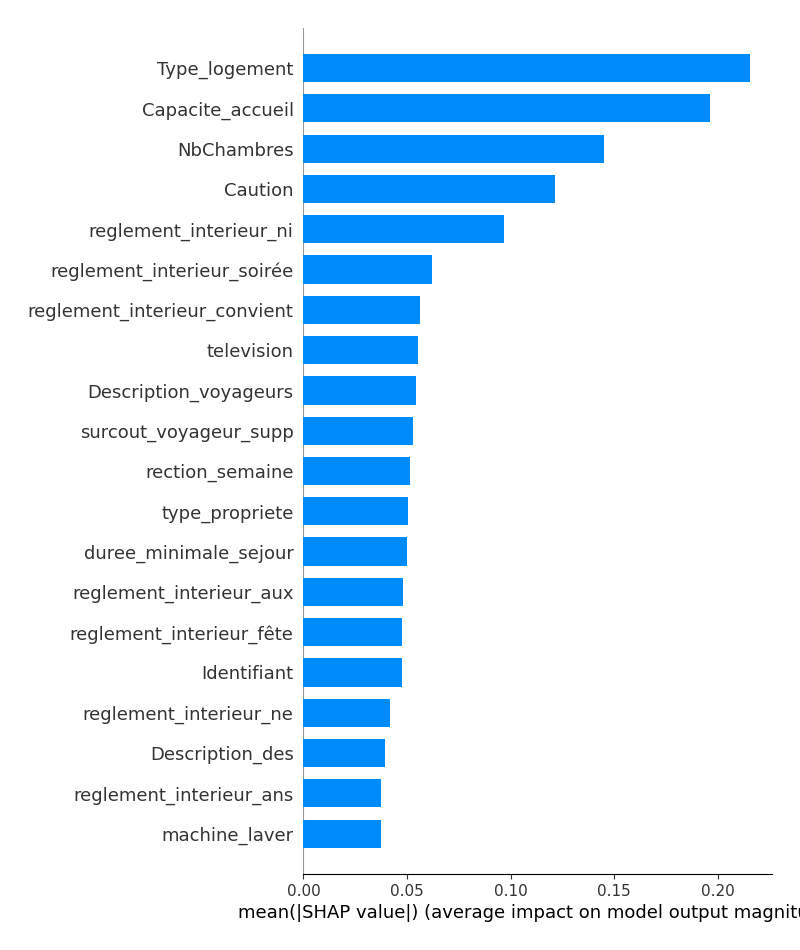 Type_logement
Capacite_accueil
NbChambres
Caution
reglement_interieur_ni
reglement_interieur_soirée
reglement_interieur_convient
television
Description_voyageurs
surcout_voyageur_supp
rection_semaine
type_propriete
duree_minimale_sejour
reglement_interieur_aux
reglement_interieur_fête
Identifiant
reglement_interieur_ne
Description_des
reglement_interieur_ans
machine_laver
0.00 0.05 0.10 0.15 0.20
mean(|SHAP value|) (average impact on model output magnitu